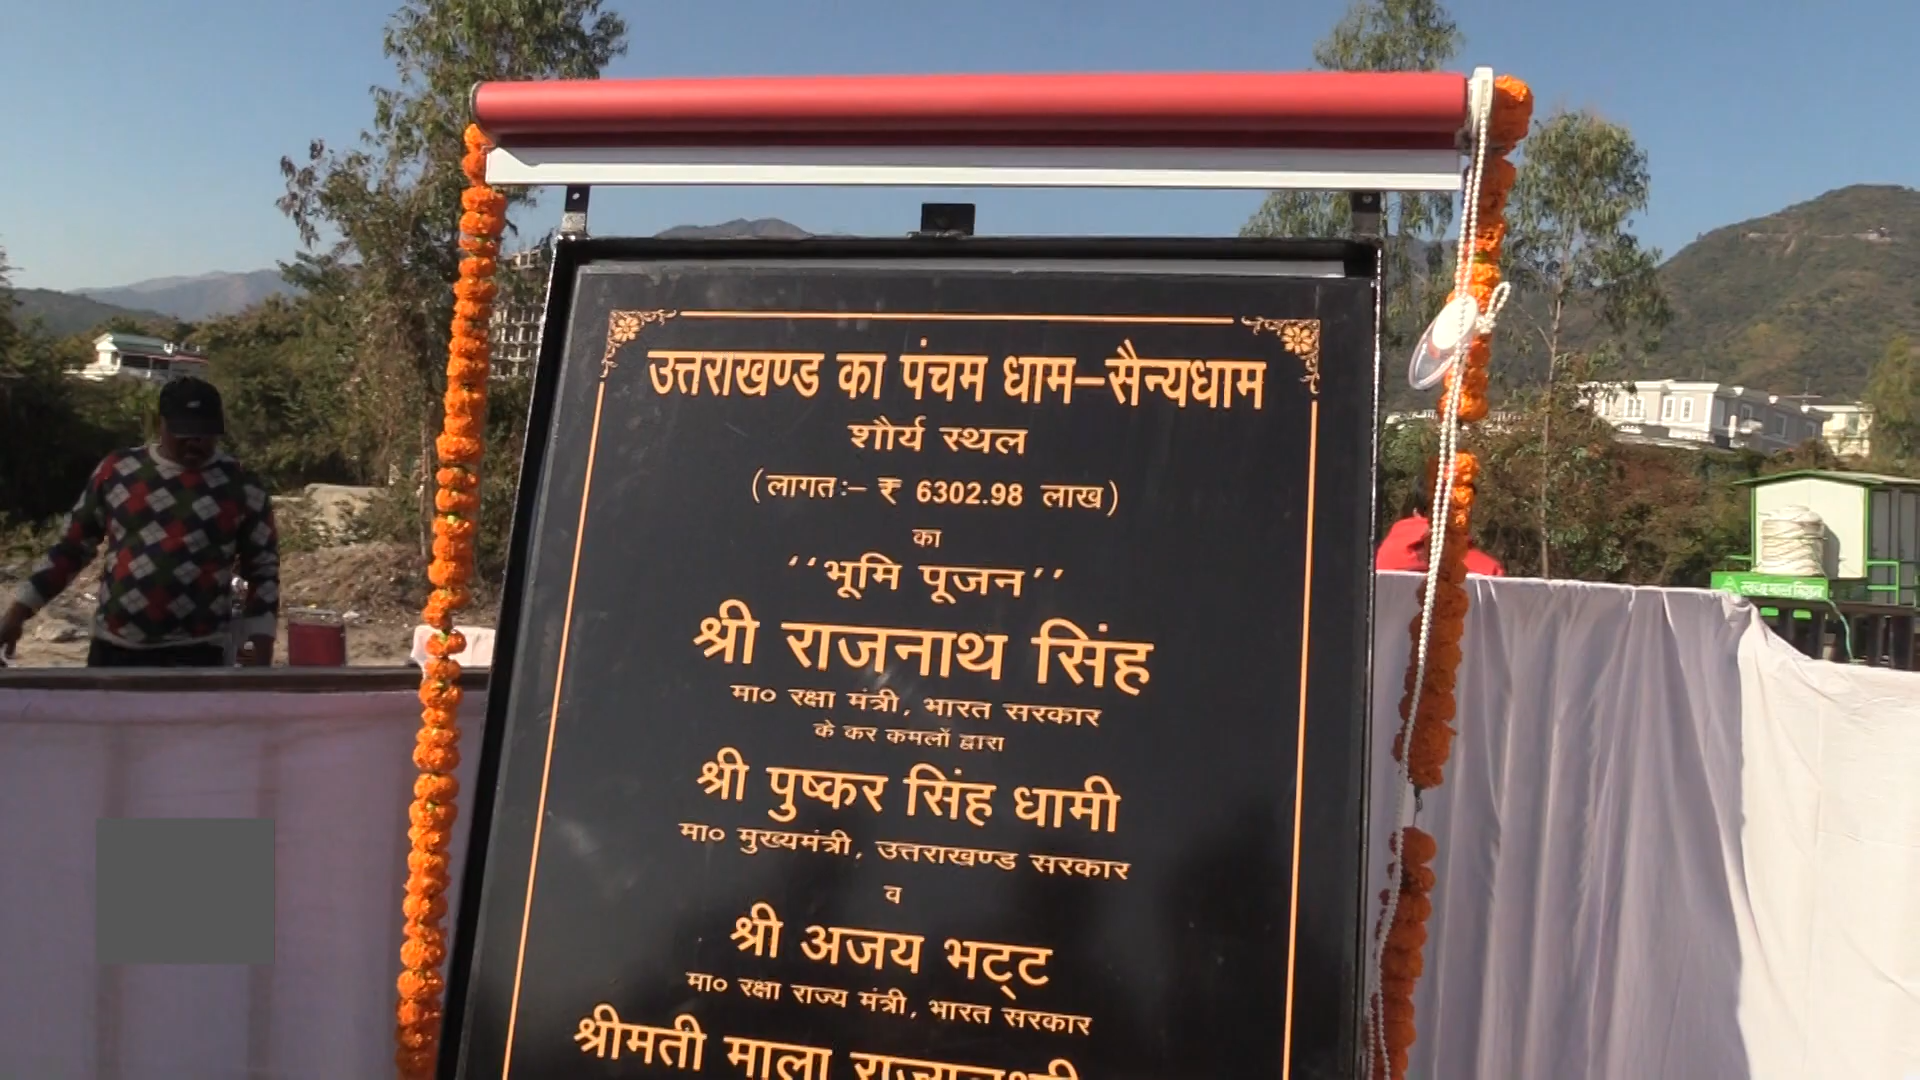 उत्तराखण्ड का पंचम धाम–सैन्यधाम
शौर्य स्थल
(लागतः– ₹ 6302.98 लाख)
का
‘‘भूमि पूजन’’
श्री राजनाथ सिंह
मा० रक्षा मंत्री, भारत सरकार
के कर कमलों द्वारा
श्री पुष्कर सिंह धामी
मा० मुख्यमंत्री, उत्तराखण्ड सरकार
व
श्री अजय भट्ट
मा० रक्षा राज्य मंत्री, भारत सरकार
श्रीमती माला